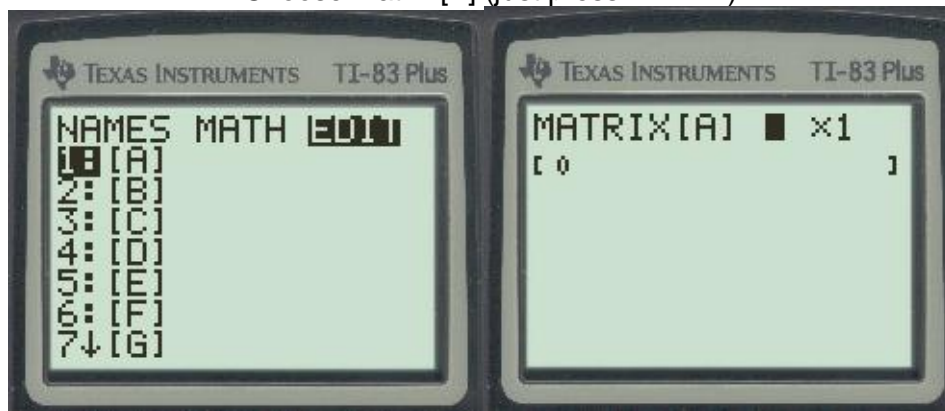 TEXAS INSTRUMENTS TI-83 Plus
NAMES MATH EDIT
1:[A]
2:[B]
3:[C]
4:[D]
5:[E]
6:[F]
7↓[G]
TEXAS INSTRUMENTS TI-83 Plus
MATRIX[A] ×1
[ 0 ]